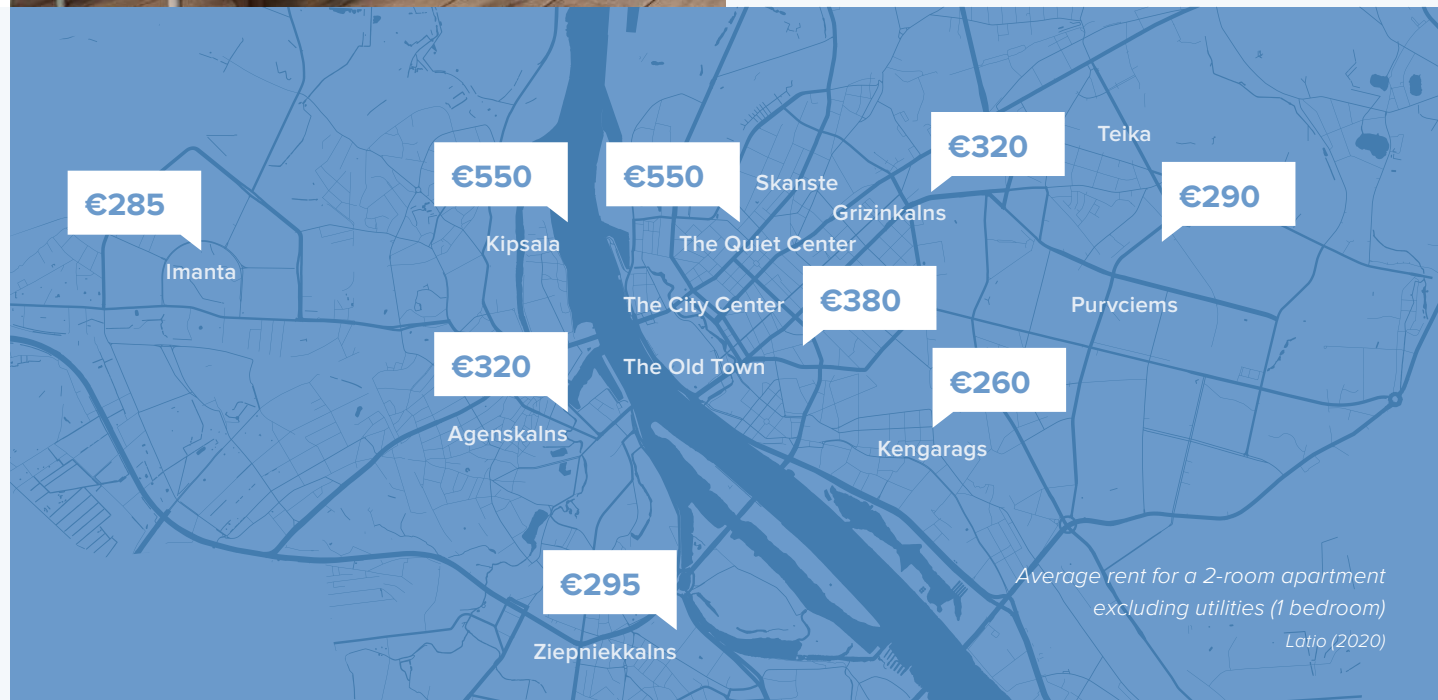 €320
Teika
€550
€550
€290
€285
Skanste
Grizinkalns
Kipsala
The Quiet Center
Imanta
The City Center
€380
Purvciems
€320
The Old Town
€260
Agenskalns
Kengarags
€295
Ziepniekkalns
Average rent for a 2-room apartment
excluding utilities (1 bedroom)
Latio (2020)